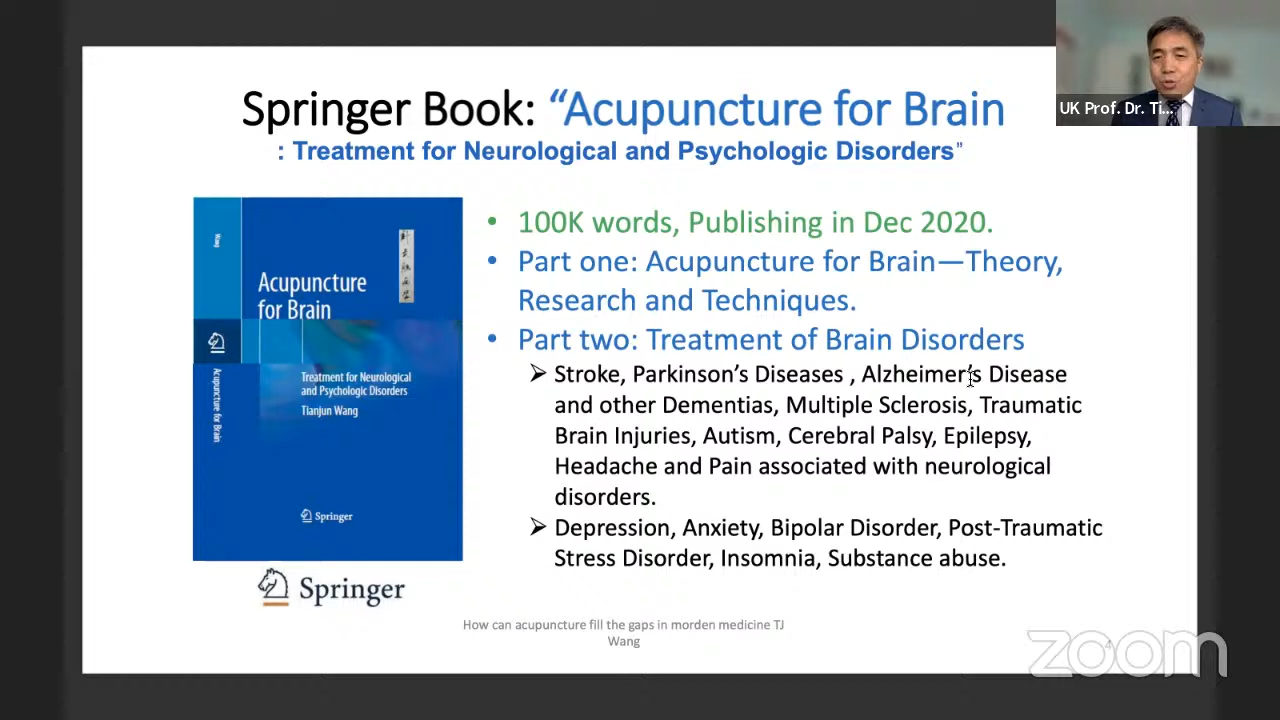 UK Prof. Dr. Ti...
Springer Book: “Acupuncture for Brain
: Treatment for Neurological and Psychologic Disorders”
Wang
Acupuncture
for Brain
Acupuncture for Brain
Treatment for Neurological
and Psychologic Disorders
Tianjun Wang
Springer
Springer
• 100K words, Publishing in Dec 2020.
• Part one: Acupuncture for Brain—Theory,
Research and Techniques.
• Part two: Treatment of Brain Disorders
➢ Stroke, Parkinson’s Diseases , Alzheimer’s Disease
and other Dementias, Multiple Sclerosis, Traumatic
Brain Injuries, Autism, Cerebral Palsy, Epilepsy,
Headache and Pain associated with neurological
disorders.
➢ Depression, Anxiety, Bipolar Disorder, Post-Traumatic
Stress Disorder, Insomnia, Substance abuse.
How can acupuncture fill the gaps in morden medicine TJ
Wang
4
zoom